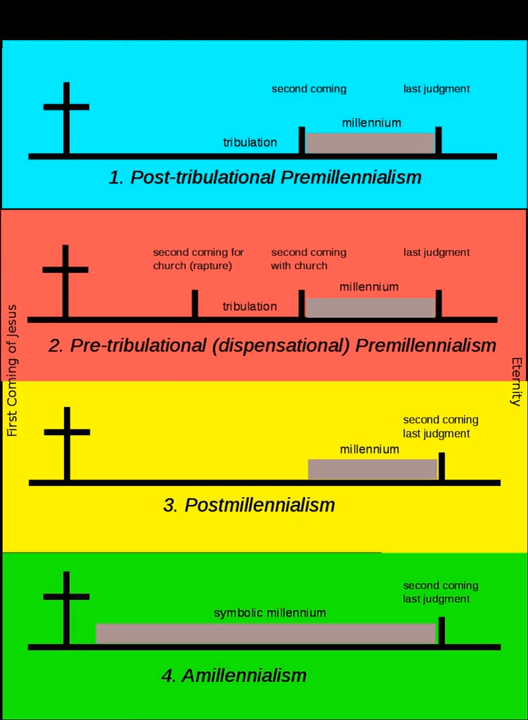 second coming
last judgment
millennium
tribulation
1. Post-tribulational Premillennialism
second coming for
church (rapture)
second coming
with church
last judgment
millennium
tribulation
2. Pre-tribulational (dispensational) Premillennialism
First Coming of Jesus
Eternity
second coming
last judgment
millennium
3. Postmillennialism
second coming
last judgment
symbolic millennium
4. Amillennialism